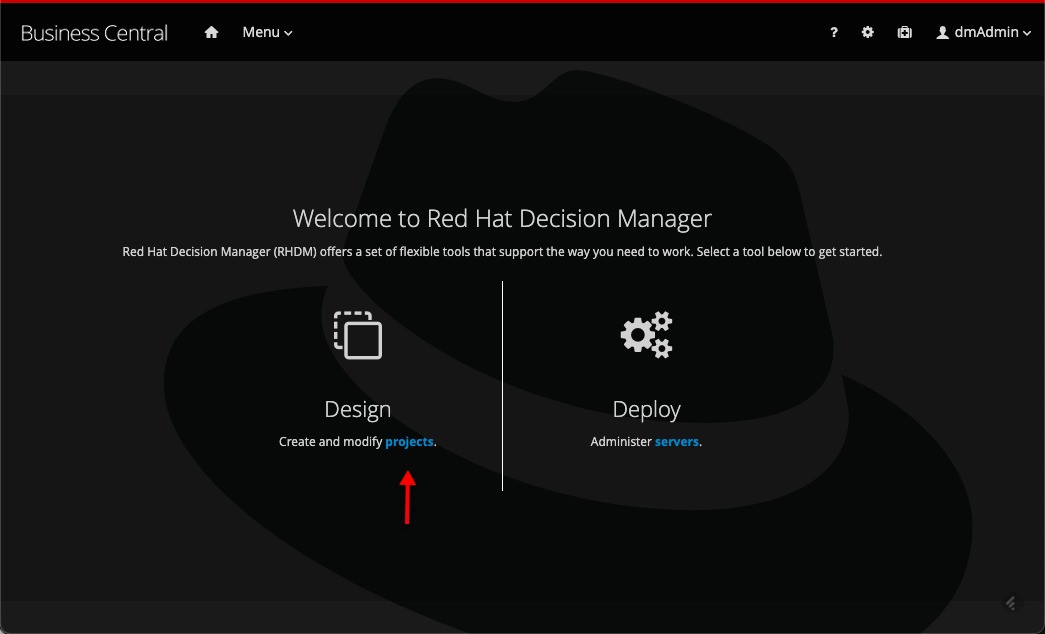 Business Central
Menu
?
dmAdmin
Welcome to Red Hat Decision Manager
Red Hat Decision Manager (RHDM) offers a set of flexible tools that support the way you need to work. Select a tool below to get started.
Design
Create and modify projects.
Deploy
Administer servers.